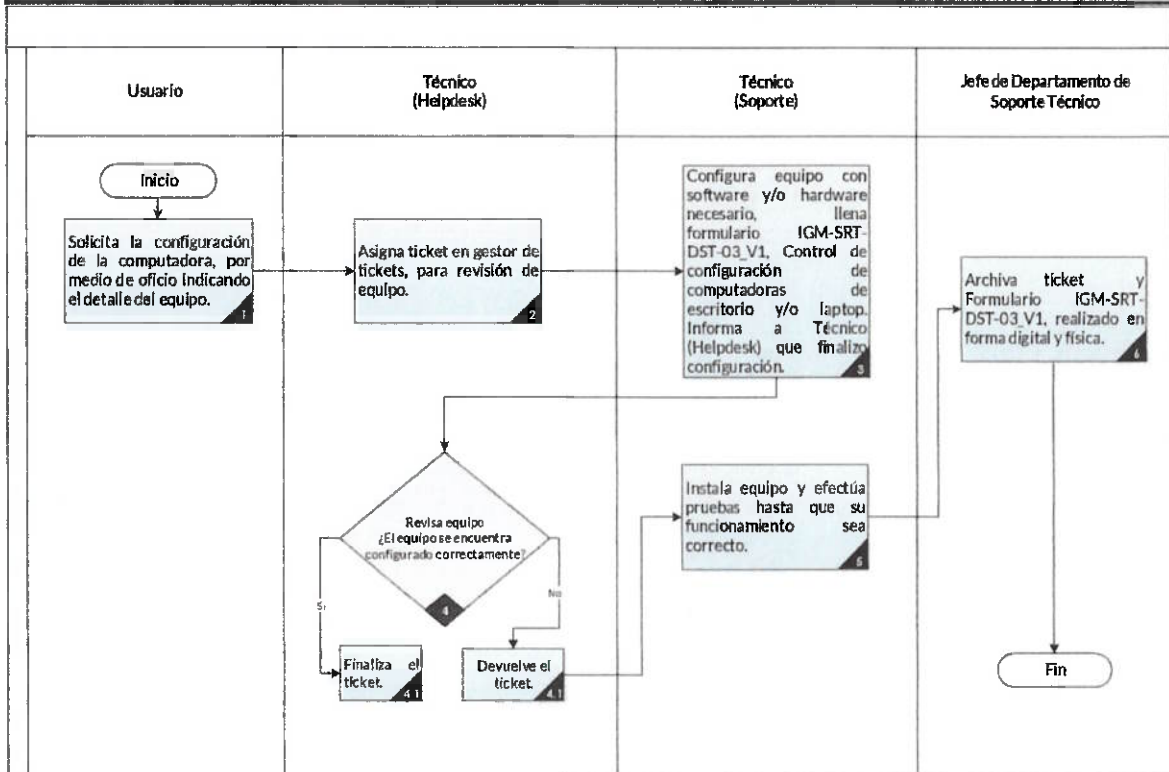 Usuario
Técnico
(Helpdesk)
Técnico
(Soporte)
Jefe de Departamento de
Soporte Técnico
Inicio
Solicita la configuración
de la computadora, por
medio de oficio indicando
el detalle del equipo.
1
Asigna ticket en gestor de
tickets, para revisión de
equipo.
2
Configura equipo con
software y/o hardware
necesario, llena
formulario IGM-SRT-
DST-03_V1, Control de
configuración de
computadoras de
escritorio y/o laptop.
Informa a Técnico
(Helpdesk) que finalizo
configuración.
3
Archiva ticket y
Formulario IGM-SRT-
DST-03_V1, realizado en
forma digital y física.
6
Revisa equipo
¿El equipo se encuentra
configurado correctamente?
4
Si
No
Instala equipo y efectúa
pruebas hasta que su
funcionamiento sea
correcto.
5
Finaliza el
ticket.
4.1
Devuelve el
ticket.
4.1
Fin